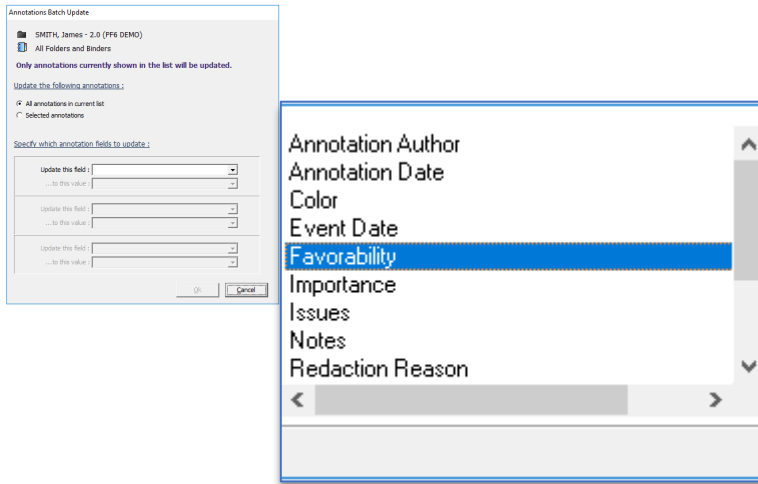 Annotations Batch Update
SMITH, James - 2.0 (PF6 DEMO)
All Folders and Binders
Only annotations currently shown in the list will be updated.
Update the following annotations :
All annotations in current list
Selected annotations
Specify which annotation fields to update :
Update this field :
...to this value :
Update this field :
...to this value :
Update this field :
...to this value :
Ok Cancel
Annotation Author
Annotation Date
Color
Event Date
Favorability
Importance
Issues
Notes
Redaction Reason